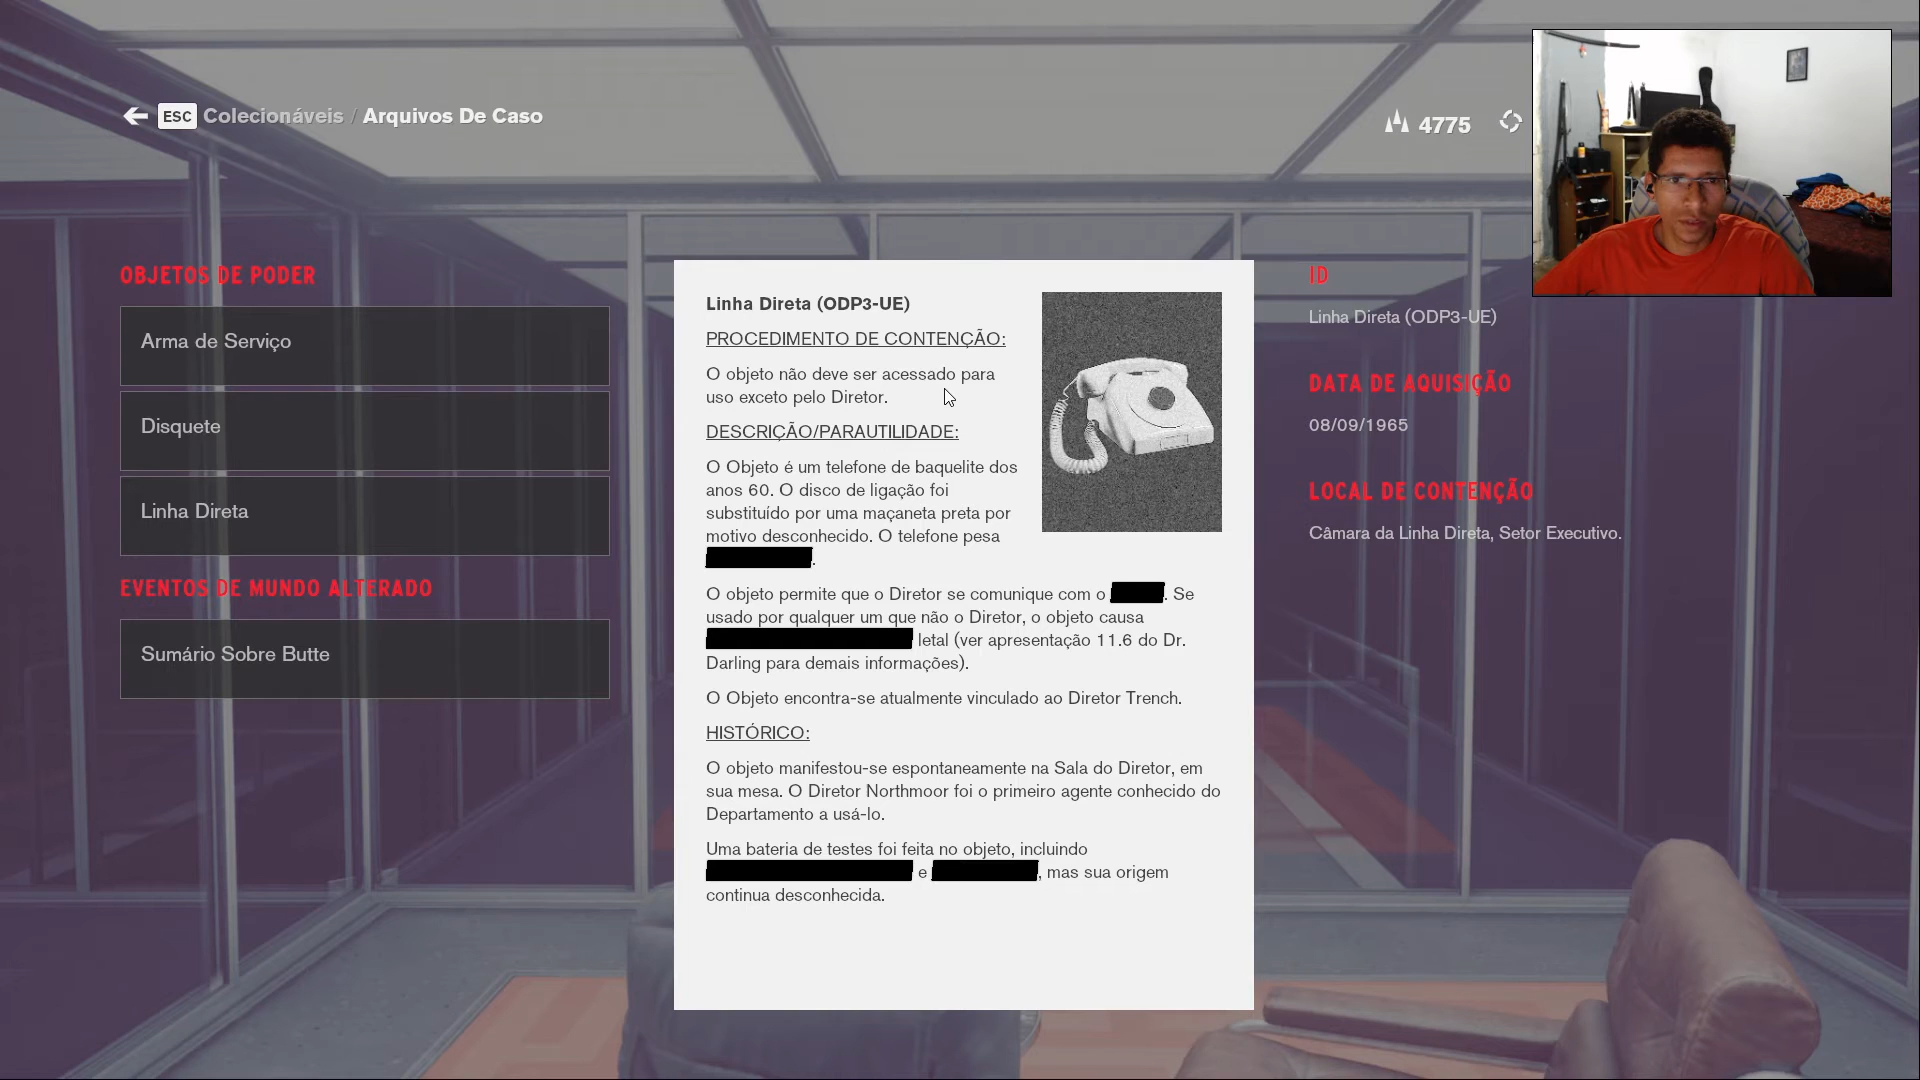 ESC Colecionáveis / Arquivos De Caso
4775
OBJETOS DE PODER
Arma de Serviço
Disquete
Linha Direta
EVENTOS DE MUNDO ALTERADO
Sumário Sobre Butte
Linha Direta (ODP3-UE)
PROCEDIMENTO DE CONTENÇÃO:
O objeto não deve ser acessado para
uso exceto pelo Diretor.
DESCRIÇÃO/PARAUTILIDADE:
O Objeto é um telefone de baquelite dos
anos 60. O disco de ligação foi
substituído por uma maçaneta preta por
motivo desconhecido. O telefone pesa
.
O objeto permite que o Diretor se comunique com o . Se
usado por qualquer um que não o Diretor, o objeto causa
letal (ver apresentação 11.6 do Dr.
Darling para demais informações).
O Objeto encontra-se atualmente vinculado ao Diretor Trench.
HISTÓRICO:
O objeto manifestou-se espontaneamente na Sala do Diretor, em
sua mesa. O Diretor Northmoor foi o primeiro agente conhecido do
Departamento a usá-lo.
Uma bateria de testes foi feita no objeto, incluindo
e , mas sua origem
continua desconhecida.
ID
Linha Direta (ODP3-UE)
DATA DE AQUISIÇÃO
08/09/1965
LOCAL DE CONTENÇÃO
Câmara da Linha Direta, Setor Executivo.